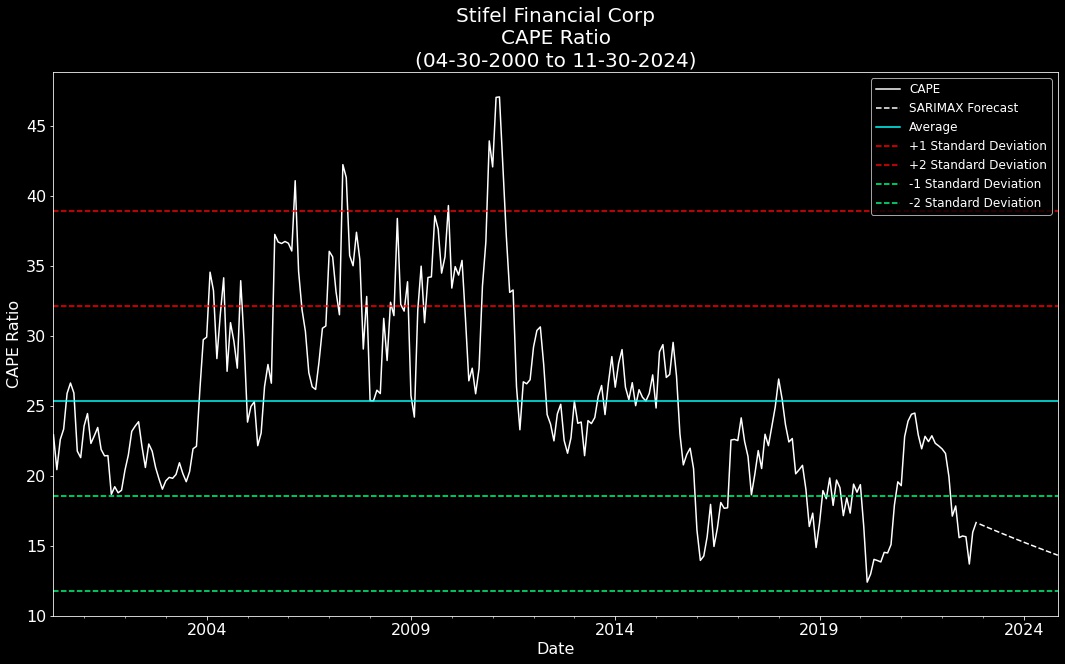 Stifel Financial Corp
CAPE Ratio
(04-30-2000 to 11-30-2024)
CAPE
SARIMAX Forecast
Average
+1 Standard Deviation
+2 Standard Deviation
-1 Standard Deviation
-2 Standard Deviation
CAPE Ratio
45
40
35
30
25
20
15
10
2004
2009
2014
2019
2024
Date